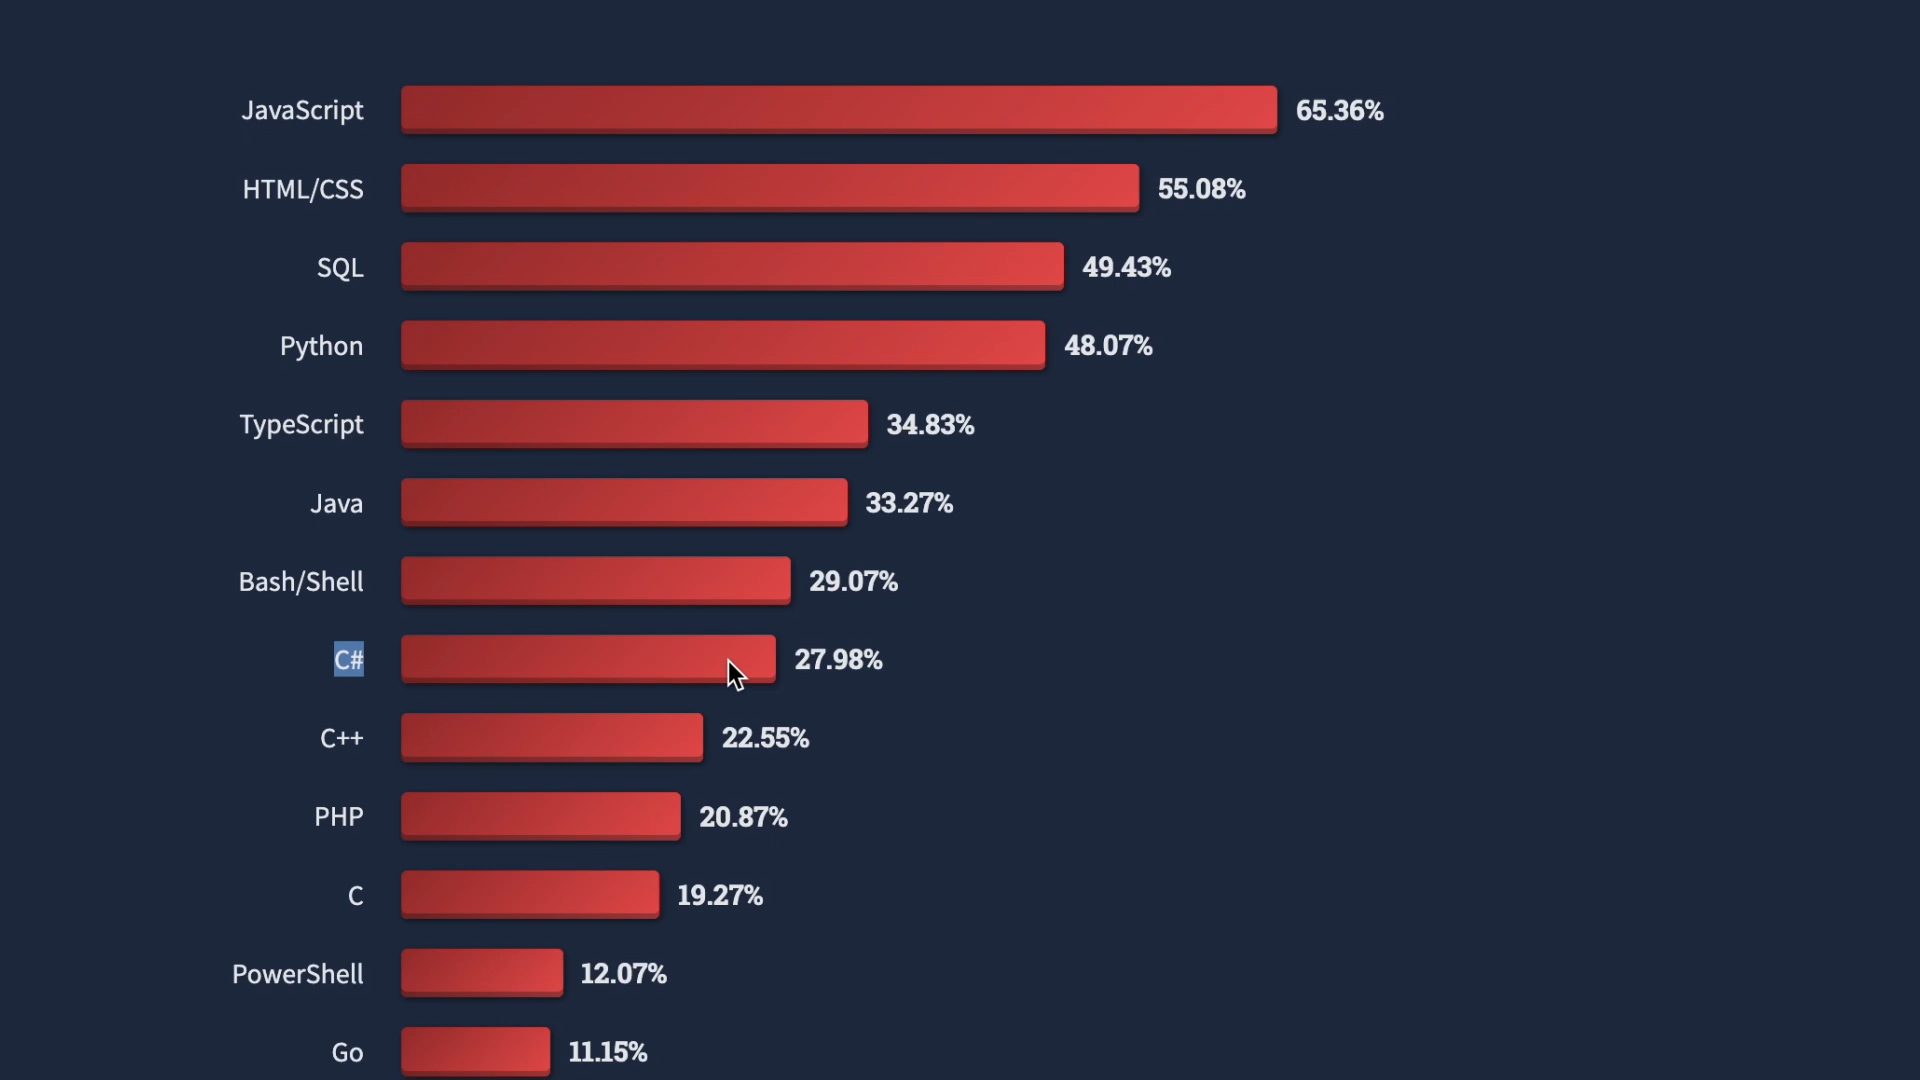 JavaScript 65.36%
HTML/CSS 55.08%
SQL 49.43%
Python 48.07%
TypeScript 34.83%
Java 33.27%
Bash/Shell 29.07%
C# 27.98%
C++ 22.55%
PHP 20.87%
C 19.27%
PowerShell 12.07%
Go 11.15%